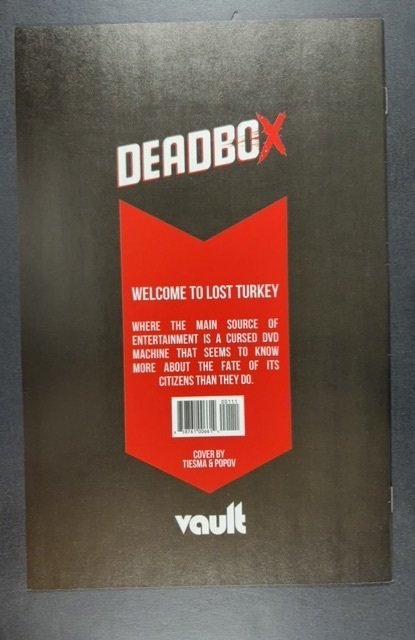 DEADBOX
WELCOME TO LOST TURKEY
WHERE THE MAIN SOURCE OF
ENTERTAINMENT IS A CURSED DVD
MACHINE THAT SEEMS TO KNOW
MORE ABOUT THE FATE OF ITS
CITIZENS THAN THEY DO.
00111
COVER BY
TIESMA & POPOV
vault